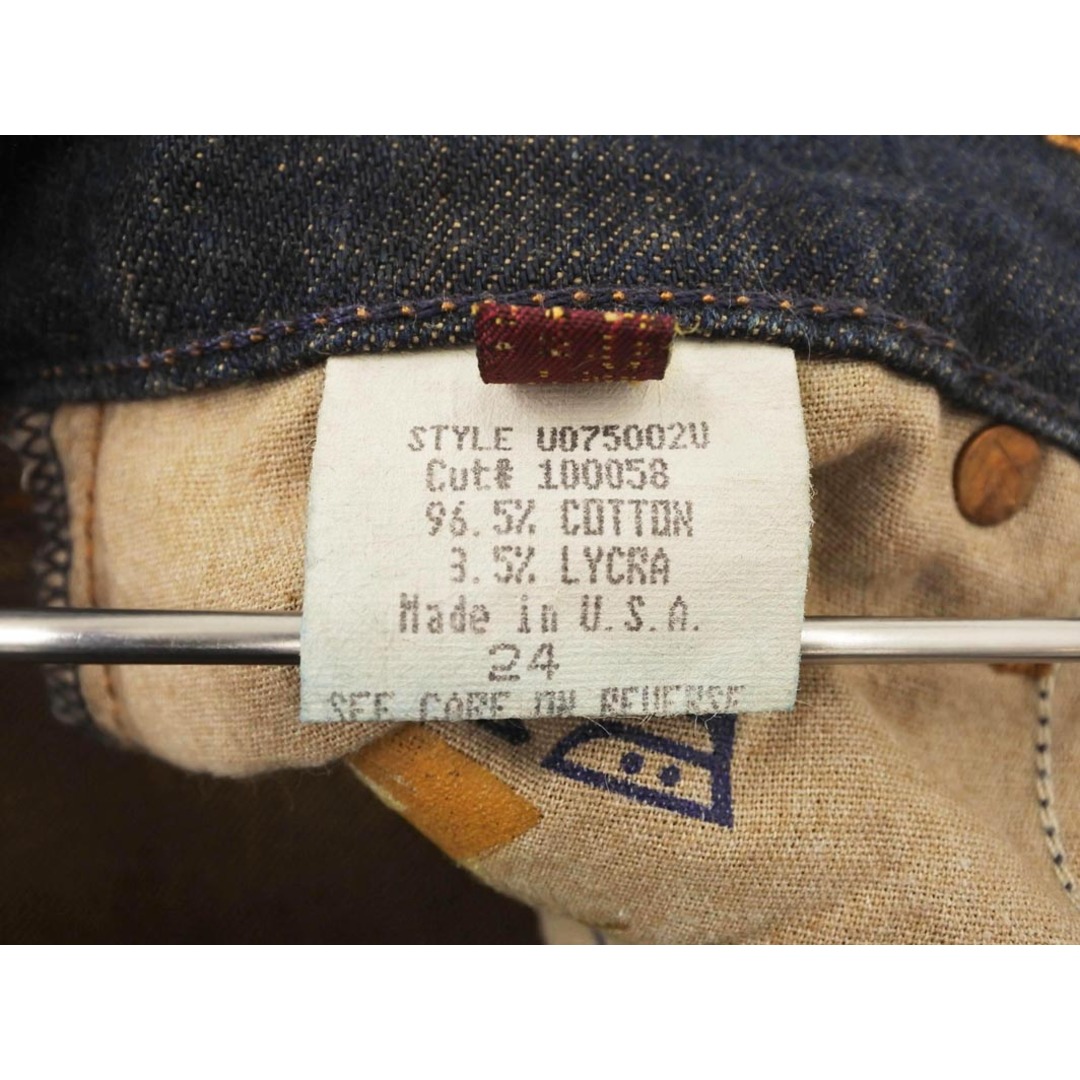 STYLE U075002U
Cut# 100058
96.5% COTTON
3.5% LYCRA
Made in U.S.A.
24
SEE CARE ON REVERSE